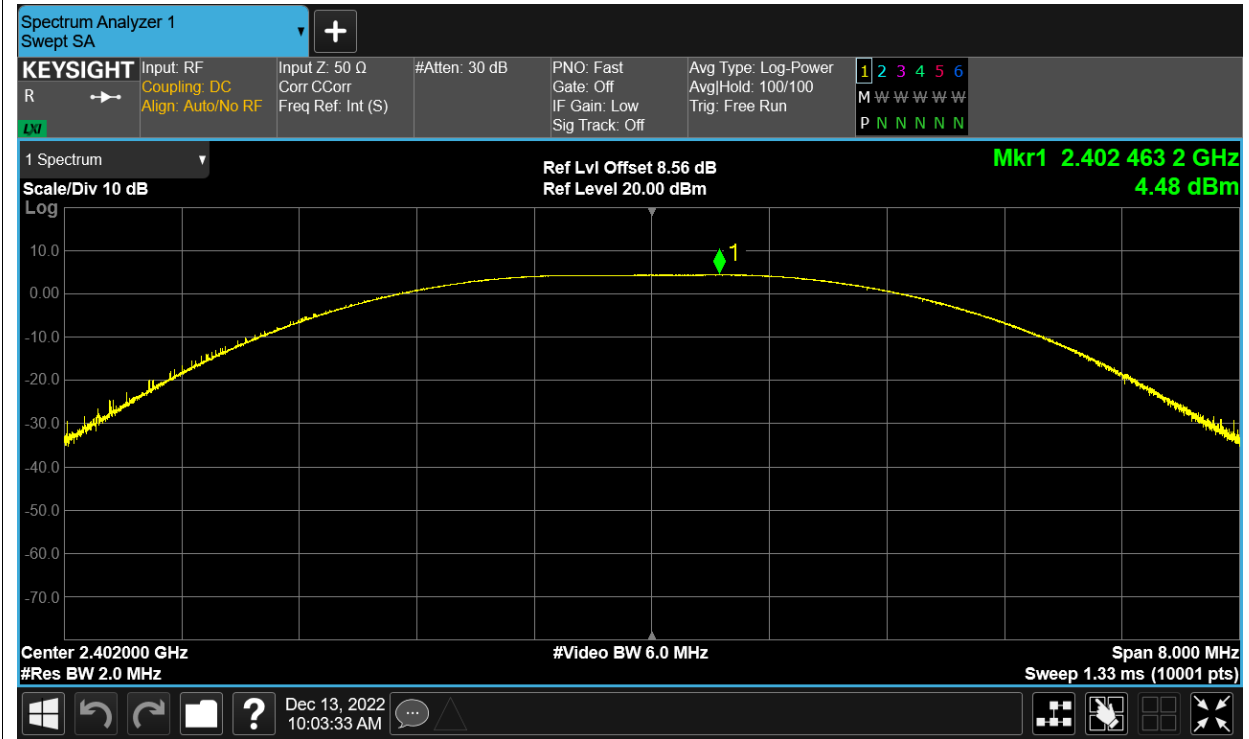 Spectrum Analyzer 1
Swept SA
KEYSIGHT
R
LXI
Input: RF
Coupling: DC
Align: Auto/No RF
Input Z: 50 Ω
Corr CCorr
Freq Ref: Int (S)
#Atten: 30 dB
PNO: Fast
Gate: Off
IF Gain: Low
Sig Track: Off
Avg Type: Log-Power
Avg|Hold: 100/100
Trig: Free Run
1 2 3 4 5 6
M W W W W W
P N N N N N
1 Spectrum
Scale/Div 10 dB
Log
Ref Lvl Offset 8.56 dB
Ref Level 20.00 dBm
Mkr1 2.402 463 2 GHz
4.48 dBm
1
10.0
0.00
-10.0
-20.0
-30.0
-40.0
-50.0
-60.0
-70.0
Center 2.402000 GHz
#Video BW 6.0 MHz
Span 8.000 MHz
#Res BW 2.0 MHz
Sweep 1.33 ms (10001 pts)
?
Dec 13, 2022
10:03:33 AM